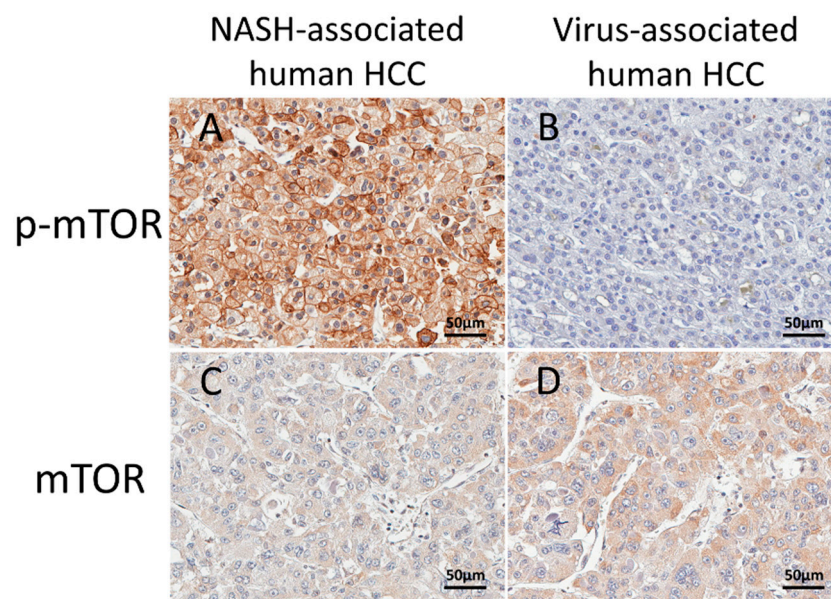 NASH-associated
human HCC
Virus-associated
human HCC
p-mTOR
A
50µm
B
50µm
mTOR
C
50µm
D
50µm